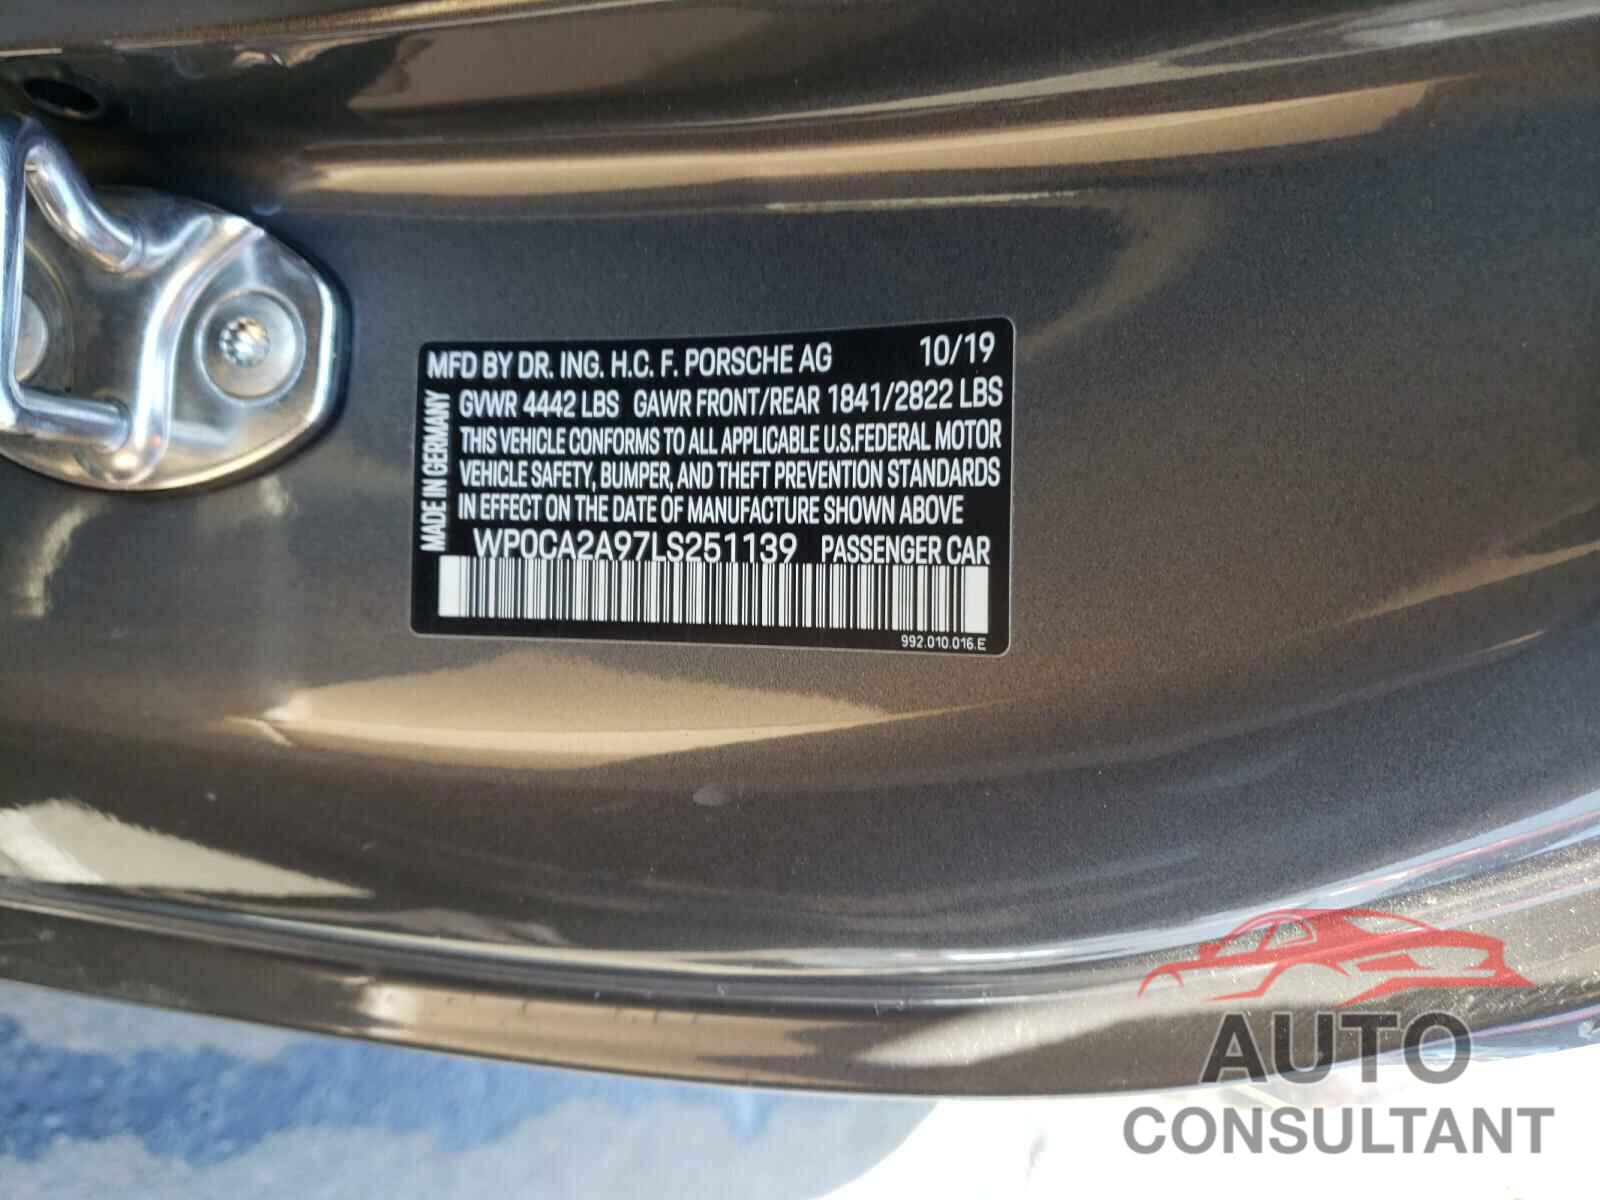 MFD BY DR. ING. H.C. F. PORSCHE AG 10/19
GVWR 4442 LBS GAWR FRONT/REAR 1841/2822 LBS
THIS VEHICLE CONFORMS TO ALL APPLICABLE U.S.FEDERAL MOTOR
VEHICLE SAFETY, BUMPER, AND THEFT PREVENTION STANDARDS
IN EFFECT ON THE DATE OF MANUFACTURE SHOWN ABOVE
WP0CA2A97LS251139 PASSENGER CAR
992.010.016.E
MADE IN GERMANY
AUTO
CONSULTANT